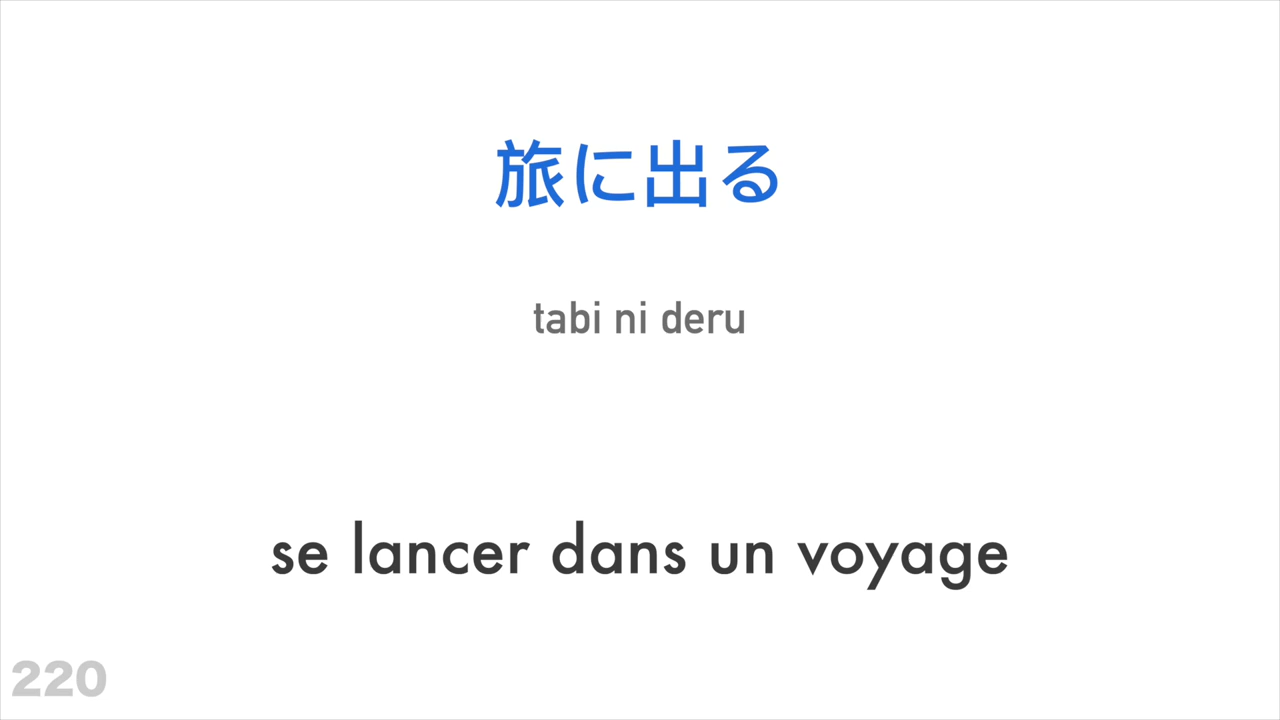 旅に出る
tabi ni deru
se lancer dans un voyage
220